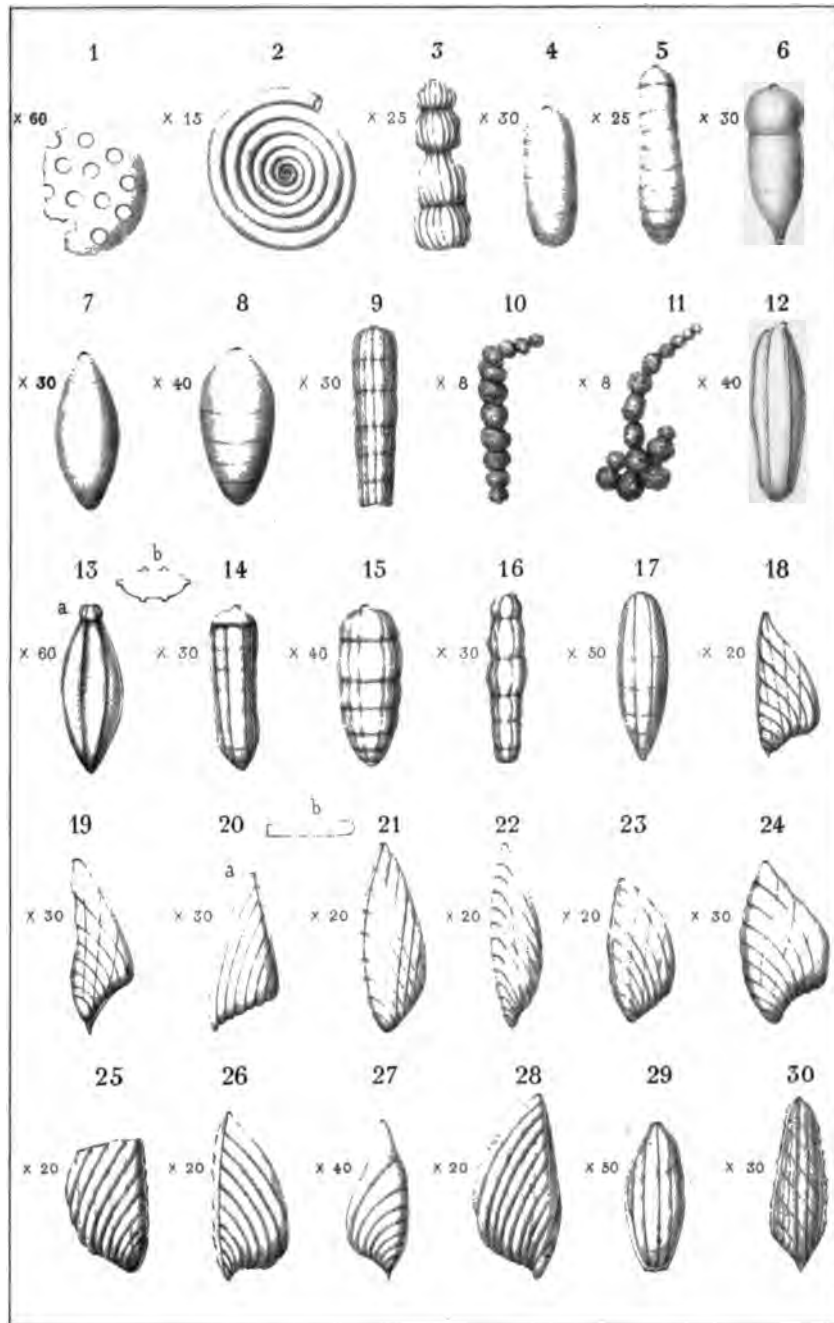 1 2 3 4 5 6
× 60 × 15 × 25 × 30 × 25 × 30
7 8 9 10 11 12
× 30 × 40 × 30 × 8 × 8 × 40
13 b 14 15 16 17 18
a
× 60 × 30 × 40 × 30 × 50 × 20
19 20 b 21 22 23 24
a
× 30 × 30 × 20 × 20 × 20 × 30
25 26 27 28 29 30
× 20 × 20 × 40 × 20 × 50 × 30